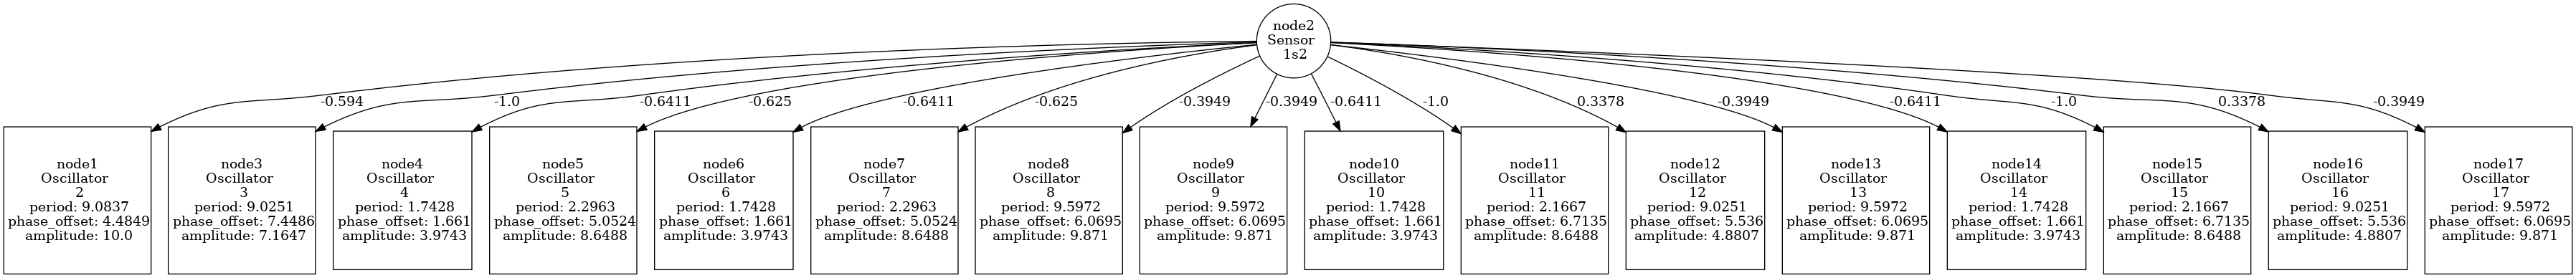 node2
Sensor
1s2
-0.594
-1.0
-0.6411
-0.625
-0.6411
-0.625
-0.3949
-0.3949
-0.6411
-1.0
0.3378
-0.3949
-0.6411
-1.0
0.3378
-0.3949
node1
Oscillator
2
period: 9.0837
phase_offset: 4.4849
amplitude: 10.0
node3
Oscillator
3
period: 9.0251
phase_offset: 7.4486
amplitude: 7.1647
node4
Oscillator
4
period: 1.7428
phase_offset: 1.661
amplitude: 3.9743
node5
Oscillator
5
period: 2.2963
phase_offset: 5.0524
amplitude: 8.6488
node6
Oscillator
6
period: 1.7428
phase_offset: 1.661
amplitude: 3.9743
node7
Oscillator
7
period: 2.2963
phase_offset: 5.0524
amplitude: 8.6488
node8
Oscillator
8
period: 9.5972
phase_offset: 6.0695
amplitude: 9.871
node9
Oscillator
9
period: 9.5972
phase_offset: 6.0695
amplitude: 9.871
node10
Oscillator
10
period: 1.7428
phase_offset: 1.661
amplitude: 3.9743
node11
Oscillator
11
period: 2.1667
phase_offset: 6.7135
amplitude: 8.6488
node12
Oscillator
12
period: 9.0251
phase_offset: 5.536
amplitude: 4.8807
node13
Oscillator
13
period: 9.5972
phase_offset: 6.0695
amplitude: 9.871
node14
Oscillator
14
period: 1.7428
phase_offset: 1.661
amplitude: 3.9743
node15
Oscillator
15
period: 2.1667
phase_offset: 6.7135
amplitude: 8.6488
node16
Oscillator
16
period: 9.0251
phase_offset: 5.536
amplitude: 4.8807
node17
Oscillator
17
period: 9.5972
phase_offset: 6.0695
amplitude: 9.871